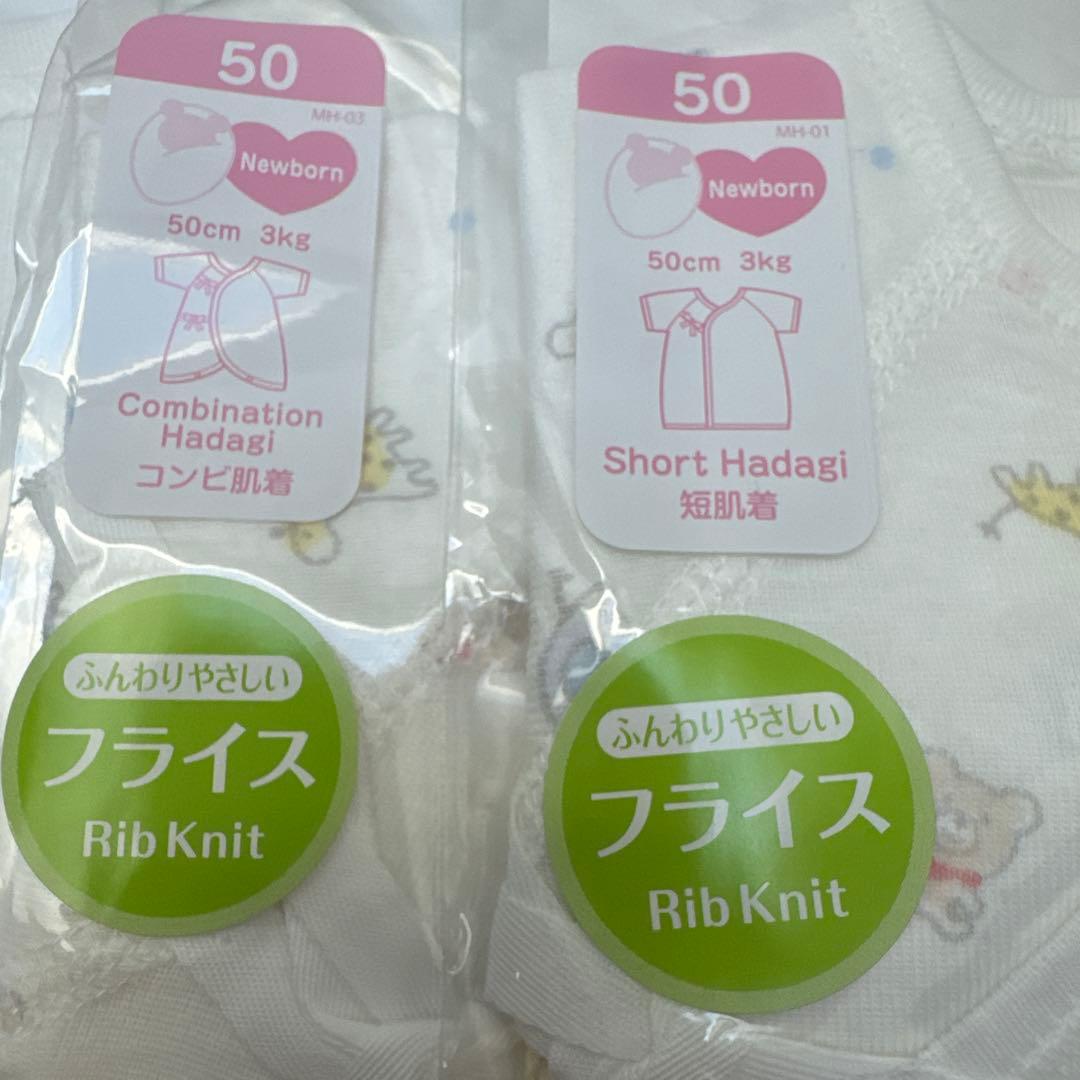 50
MH-03
Newborn
50cm 3kg
Combination
Hadagi
コンビ肌着
ふんわりやさしい
フライス
Rib Knit
50
MH-01
Newborn
50cm 3kg
Short Hadagi
短肌着
ふんわりやさしい
フライス
Rib Knit